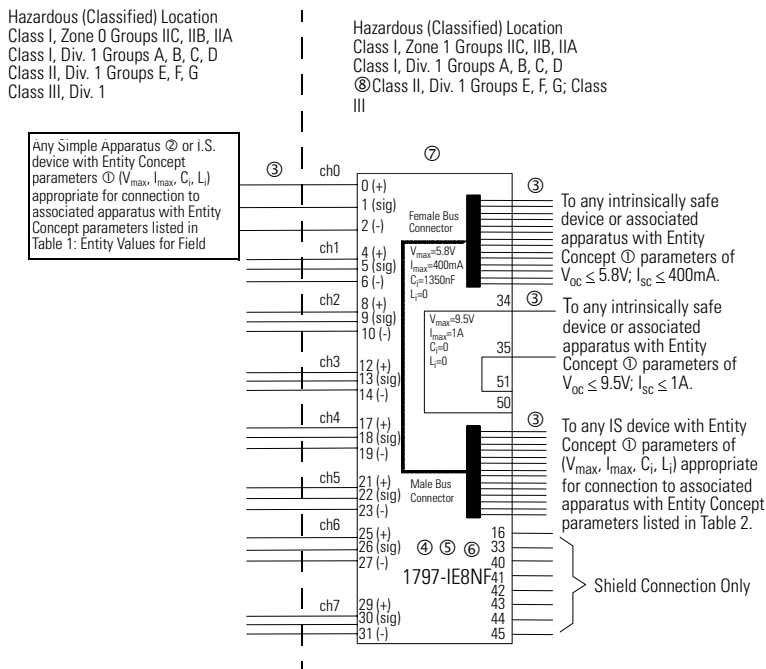 Hazardous (Classified) Location
Class I, Zone 0 Groups IIC, IIB, IIA
Class I, Div. 1 Groups A, B, C, D
Class II, Div. 1 Groups E, F, G
Class III, Div. 1
Hazardous (Classified) Location
Class I, Zone 1 Groups IIC, IIB, IIA
Class I, Div. 1 Groups A, B, C, D
⑧Class II, Div. 1 Groups E, F, G; Class
III
Any Simple Apparatus ② or I.S.
device with Entity Concept
parameters ① (Vmax, Imax, Ci, Li)
appropriate for connection to
associated apparatus with Entity
Concept parameters listed in
Table 1: Entity Values for Field
③
⑦
ch0
0 (+)
1 (sig)
2 (-)
ch1
4 (+)
5 (sig)
6 (-)
ch2
8 (+)
9 (sig)
10 (-)
ch3
12 (+)
13 (sig)
14 (-)
ch4
17 (+)
18 (sig)
19 (-)
ch5
21 (+)
22 (sig)
23 (-)
ch6
25 (+)
26 (sig)
27 (-)
ch7
29 (+)
30 (sig)
31 (-)
Female Bus
Connector
Vmax=5.8V
Imax=400mA
Ci=1350nF
Li=0
Vmax=9.5V
Imax=1A
Ci=0
Li=0
34
35
51
50
Male Bus
Connector
④ ⑤ ⑥
1797-IE8NF
16
33
40
41
42
43
44
45
③
To any intrinsically safe
device or associated
apparatus with Entity
Concept ① parameters of
Voc ≤ 5.8V; Isc ≤ 400mA.
③
To any intrinsically safe
device or associated
apparatus with Entity
Concept ① parameters of
Voc ≤ 9.5V; Isc ≤ 1A.
③
To any IS device with Entity
Concept ① parameters of
(Vmax, Imax, Ci, Li) appropriate
for connection to associated
apparatus with Entity Concept
parameters listed in Table 2.
Shield Connection Only